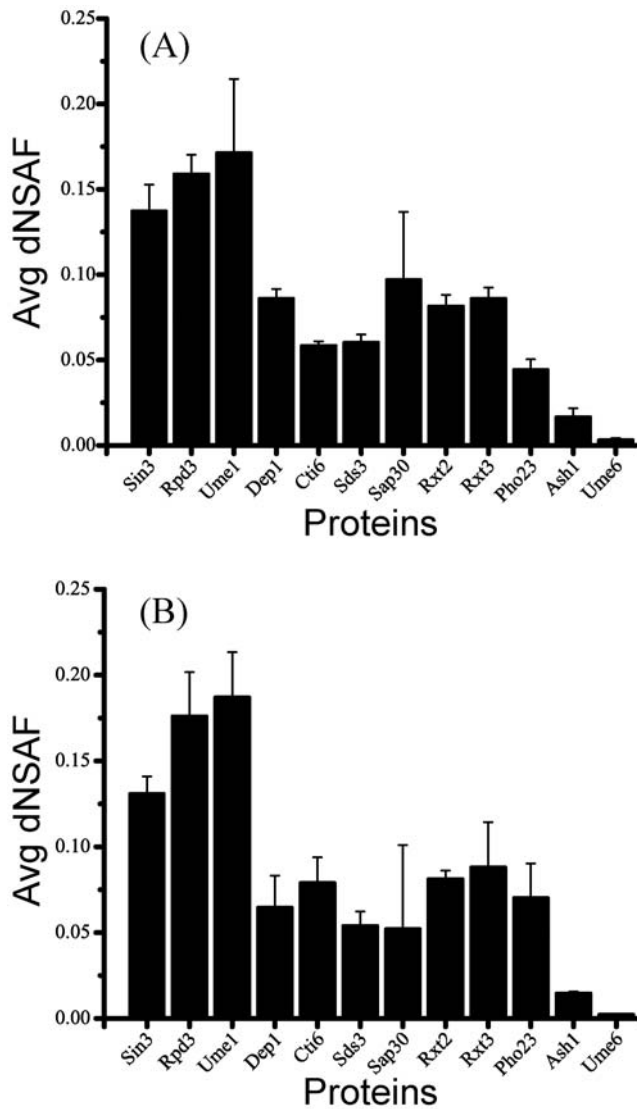 (A)
Avg dNSAF
0.25
0.20
0.15
0.10
0.05
0.00
Sin3 Rpd3 Ume1 Dep1 Cti6 Sds3 Sap30 Rxt2 Rxt3 Pho23 Ash1 Ume6
Proteins
(B)
Avg dNSAF
0.25
0.20
0.15
0.10
0.05
0.00
Sin3 Rpd3 Ume1 Dep1 Cti6 Sds3 Sap30 Rxt2 Rxt3 Pho23 Ash1 Ume6
Proteins